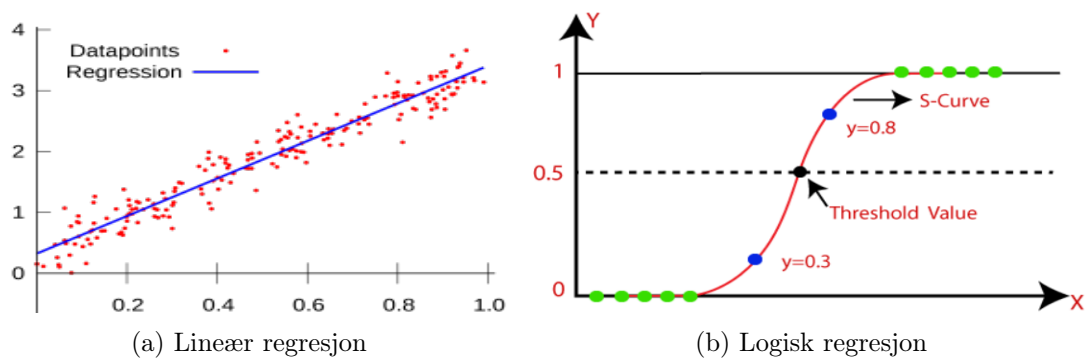 4
3
2
1
0
Datapoints
Regression
0.2 0.4 0.6 0.8 1.0
(a) Lineær regresjon
Y
1
S-Curve
y=0.8
0.5
Threshold Value
y=0.3
0
X
(b) Logisk regresjon